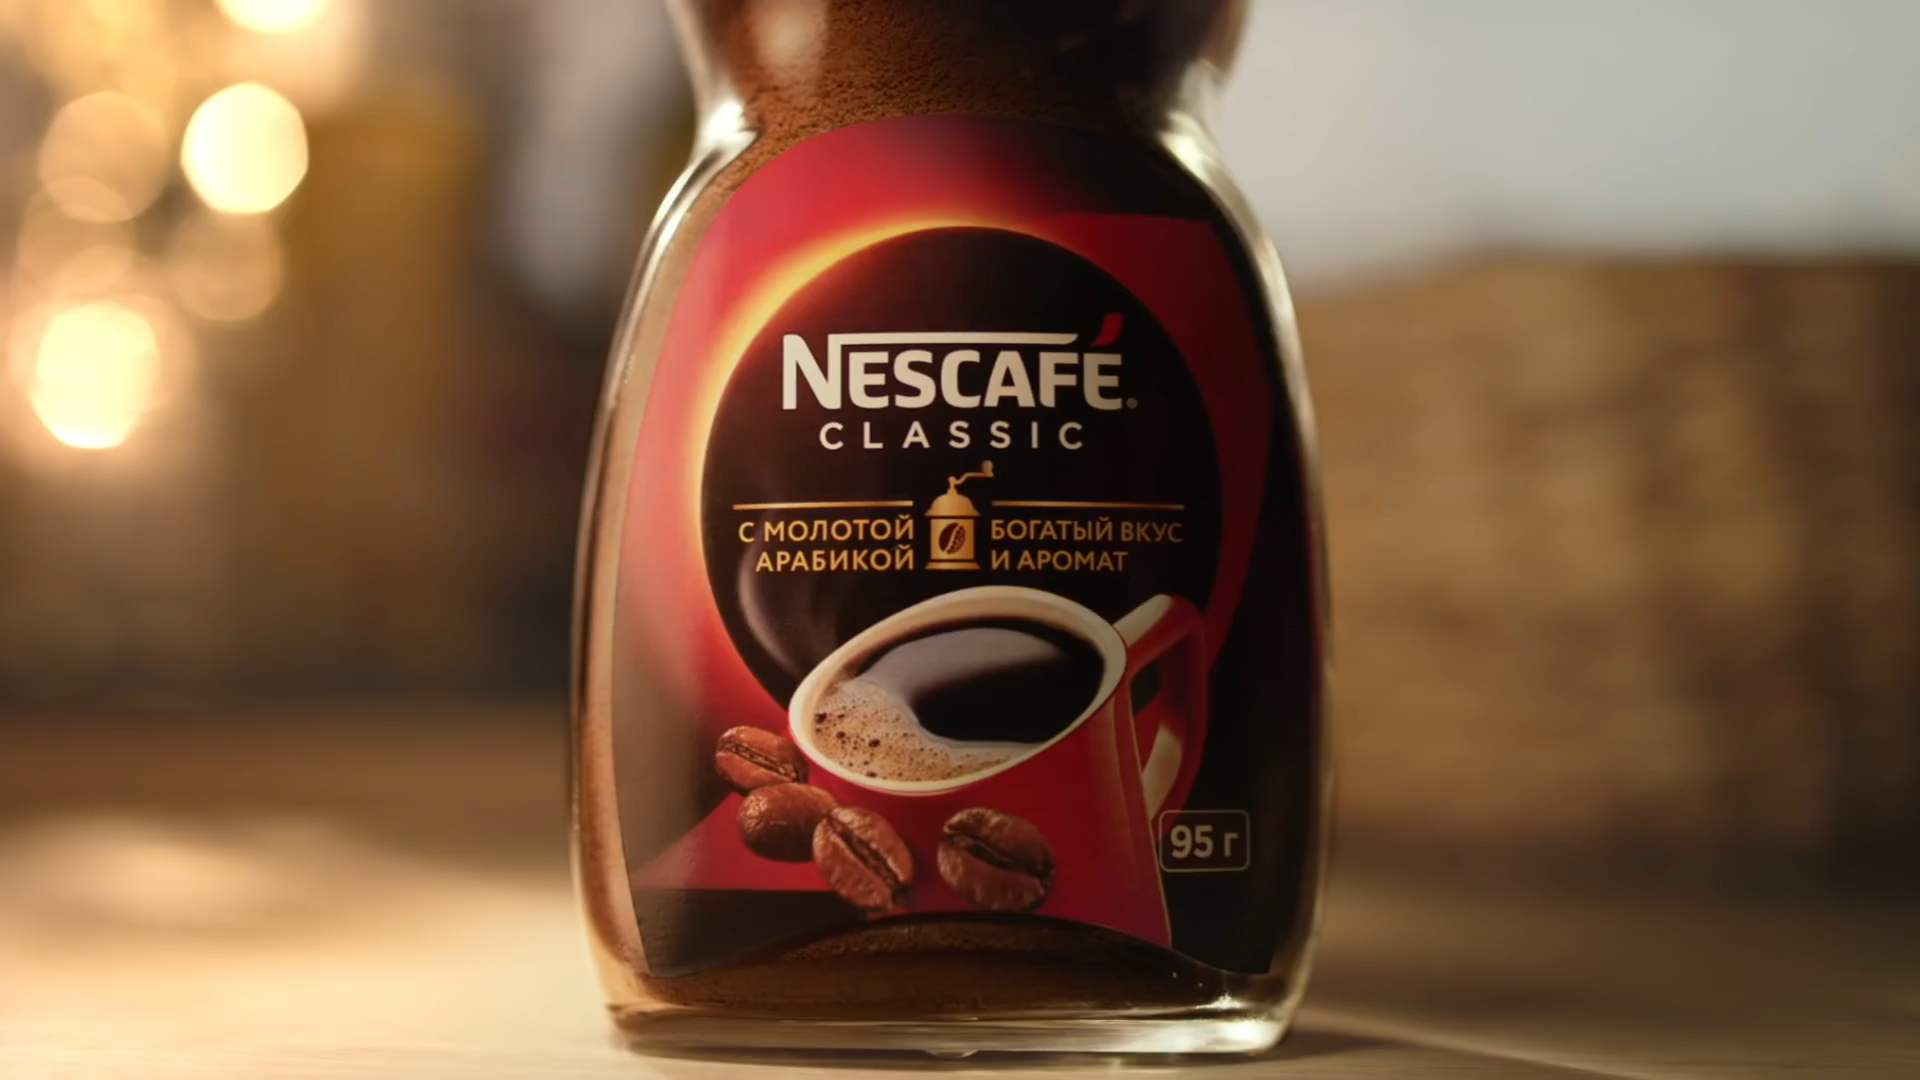 NESCAFÉ
CLASSIC
С МОЛОТОЙ
АРАБИКОЙ
БОГАТЫЙ ВКУС
И АРОМАТ
95 г